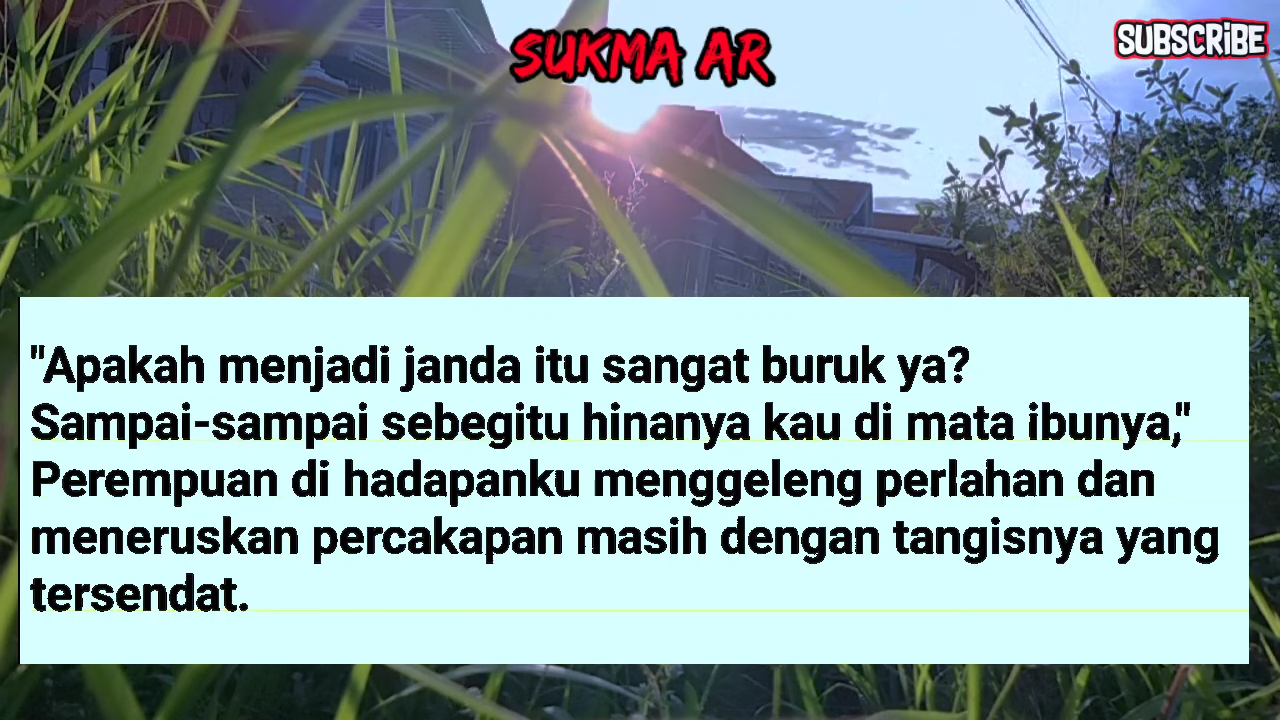 SUKMA AR
SUBSCRiBE
"Apakah menjadi janda itu sangat buruk ya?
Sampai-sampai sebegitu hinanya kau di mata ibunya,"
Perempuan di hadapanku menggeleng perlahan dan
meneruskan percakapan masih dengan tangisnya yang
tersendat.